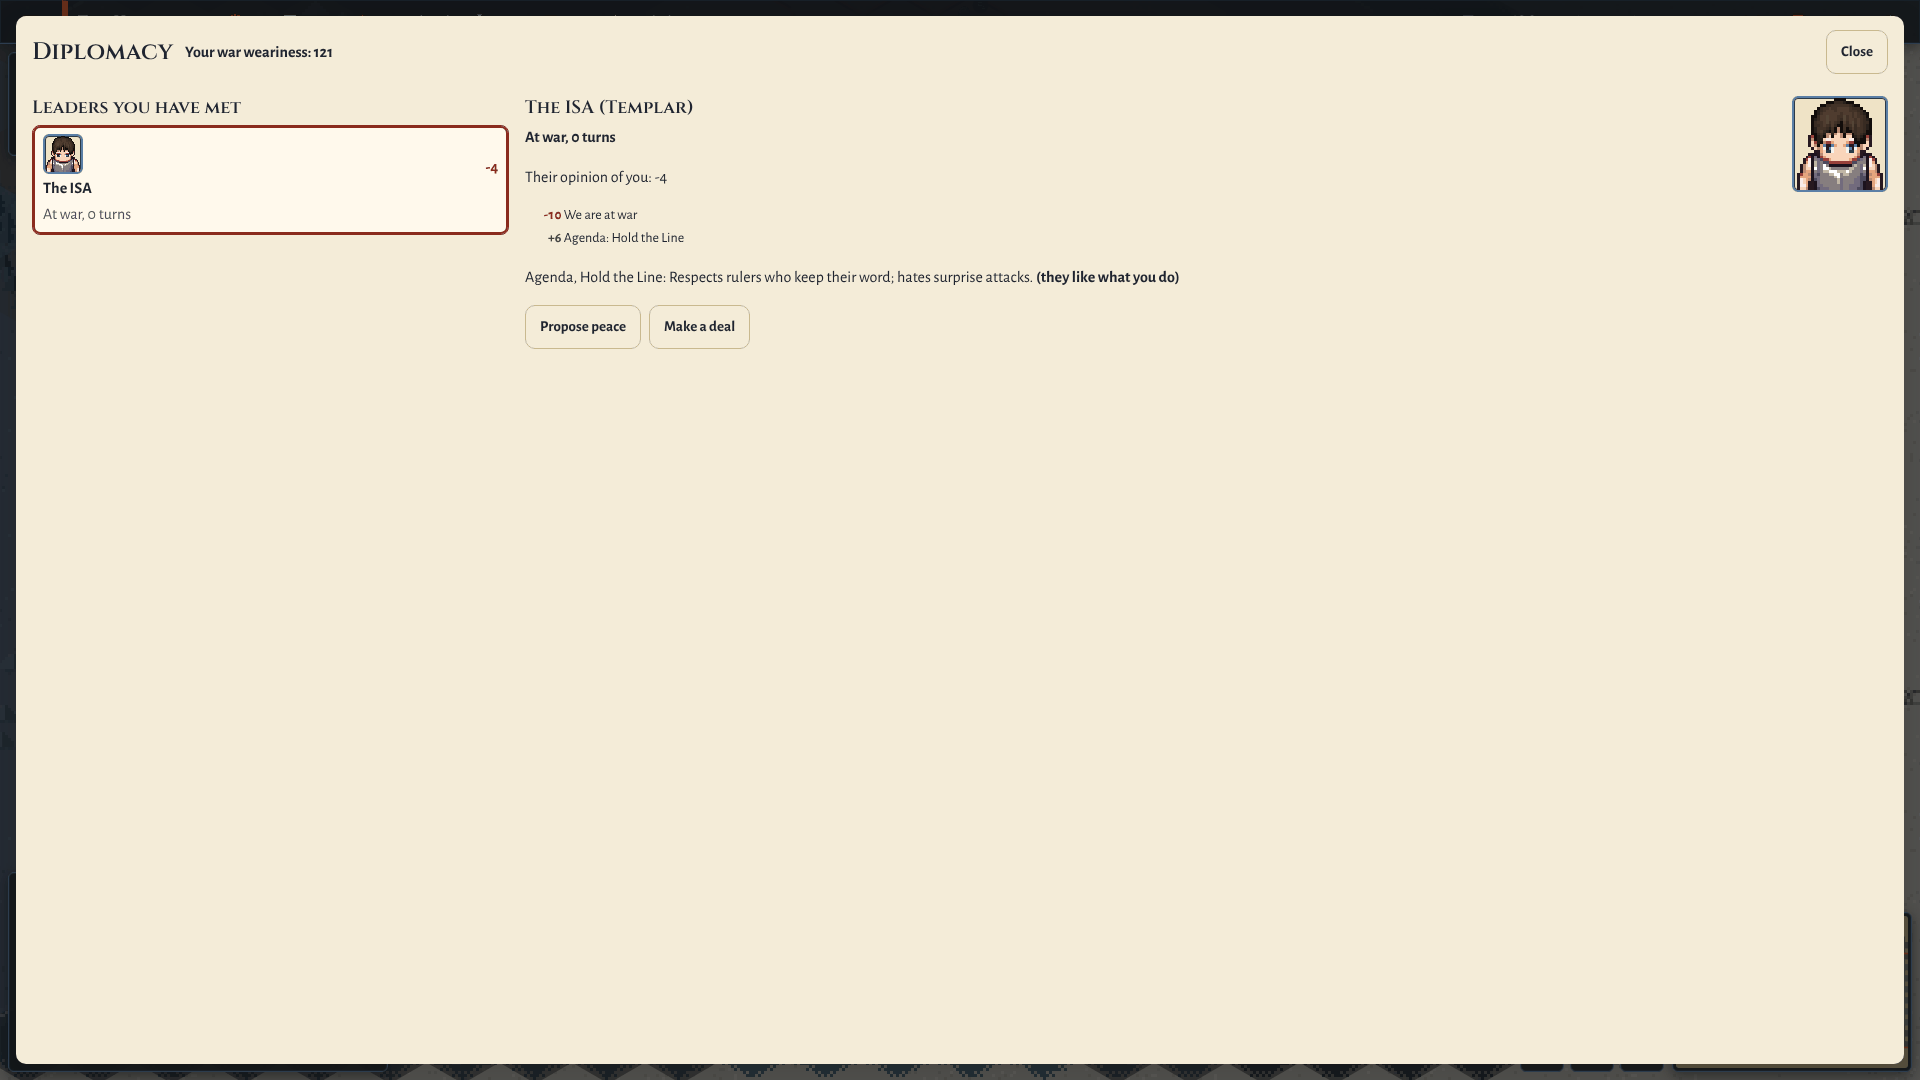 Diplomacy Your war weariness: 121
Close
Leaders you have met
-4
The ISA
At war, 0 turns
The ISA (Templar)
At war, 0 turns
Their opinion of you: -4
-10 We are at war
+6 Agenda: Hold the Line
Agenda, Hold the Line: Respects rulers who keep their word; hates surprise attacks. (they like what you do)
Propose peace
Make a deal